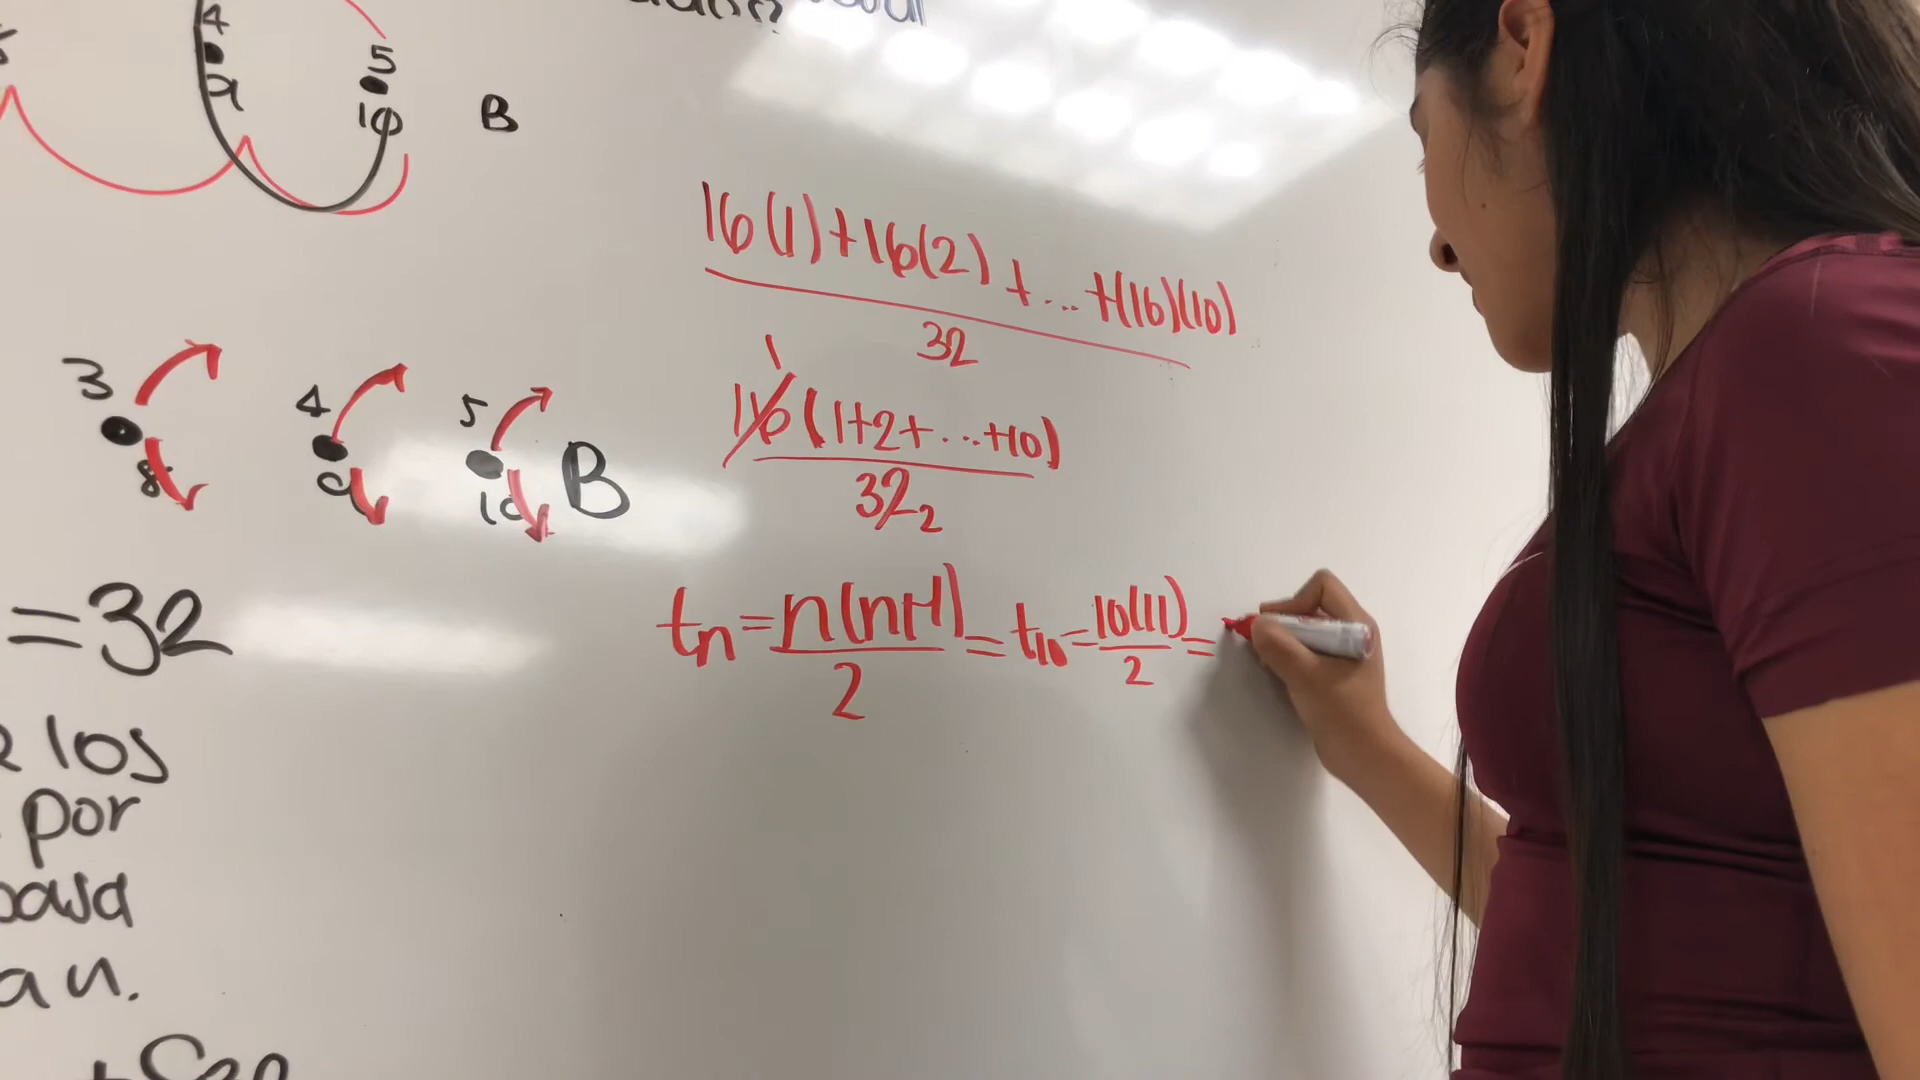 4
5
10
B
16(1)+16(2)+...+(16)(10)
32
1
16(1+2+...+10)
32 2
3 4 5
8 9 10 B
tn=n(n+1)/2=t10=10(11)/2=
=32
los
por
an.